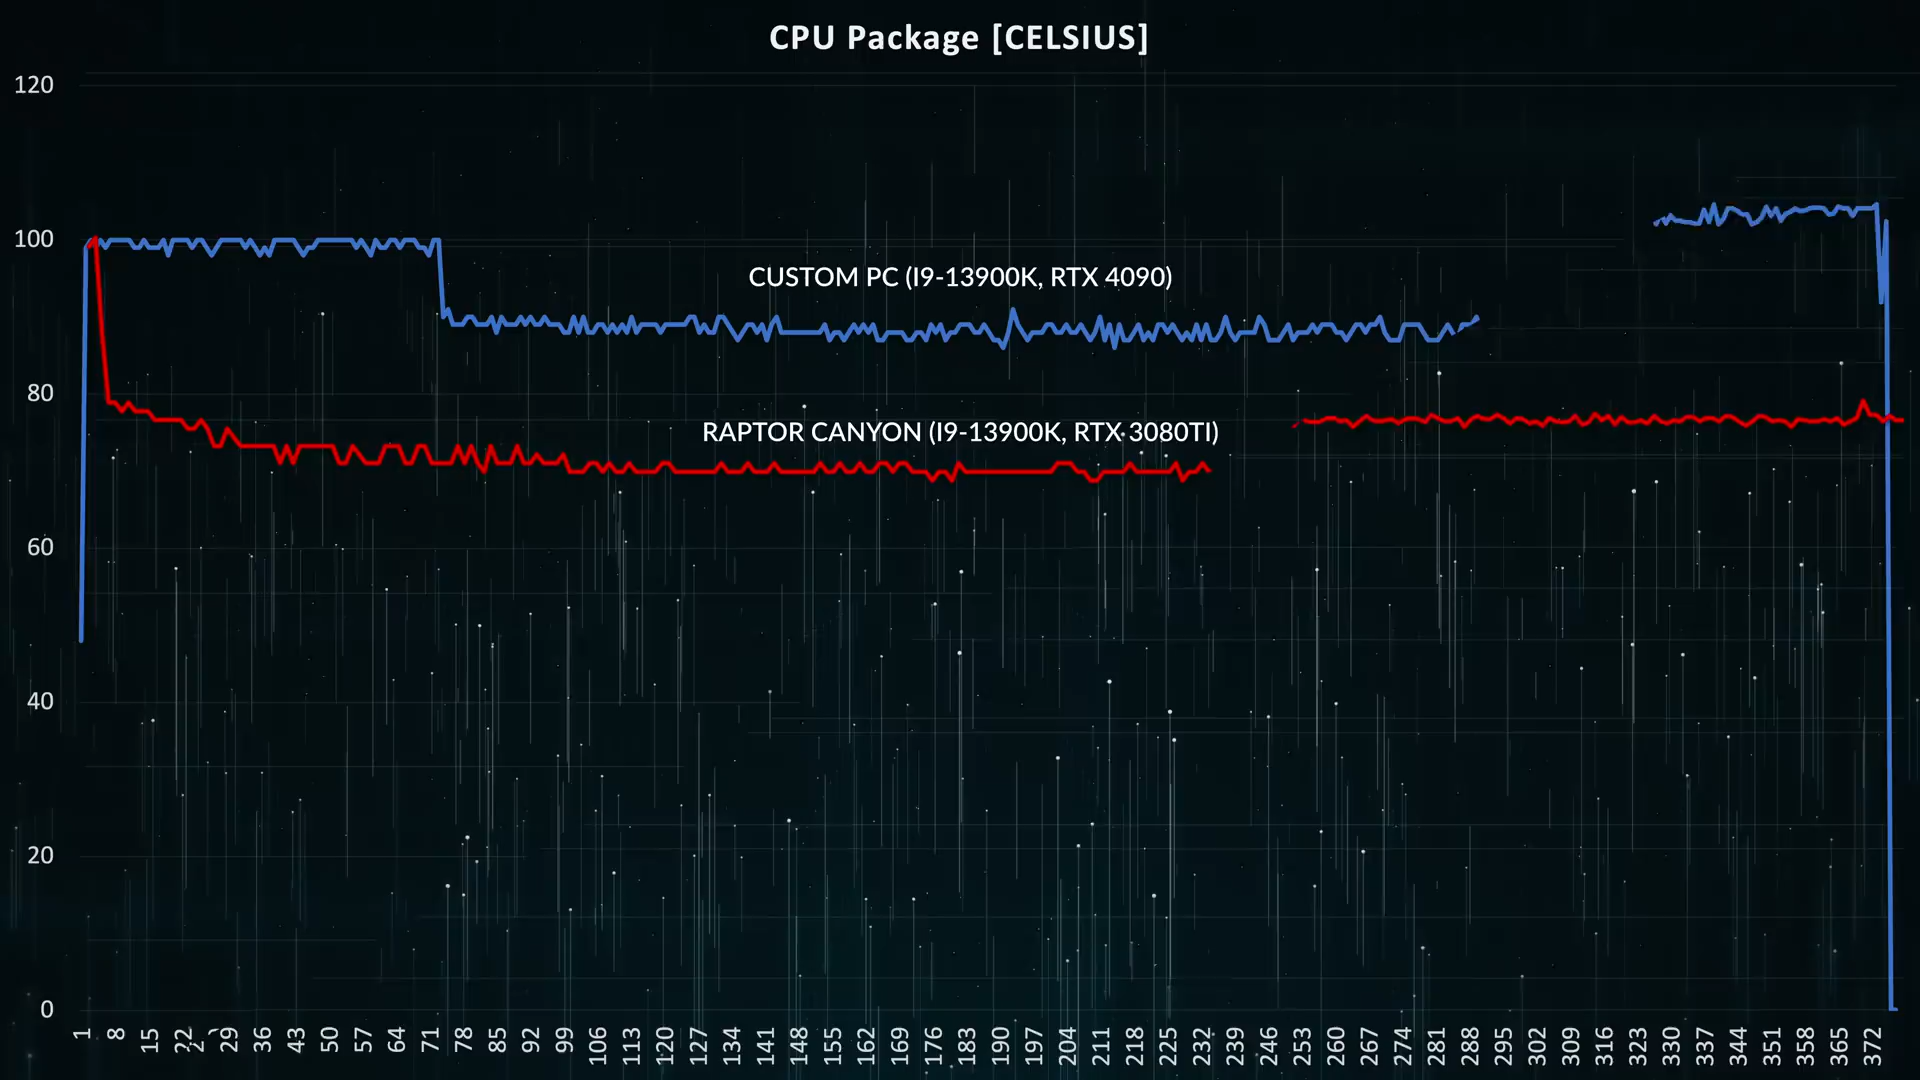 CPU Package [CELSIUS]
120
100
80
60
40
20
0
CUSTOM PC (I9-13900K, RTX 4090)
RAPTOR CANYON (I9-13900K, RTX 3080TI)
1 8 15 22 29 36 43 50 57 64 71 78 85 92 99 106 113 120 127 134 141 148 155 162 169 176 183 190 197 204 211 218 225 232 239 246 253 260 267 274 281 288 295 302 309 316 323 330 337 344 351 358 365 372